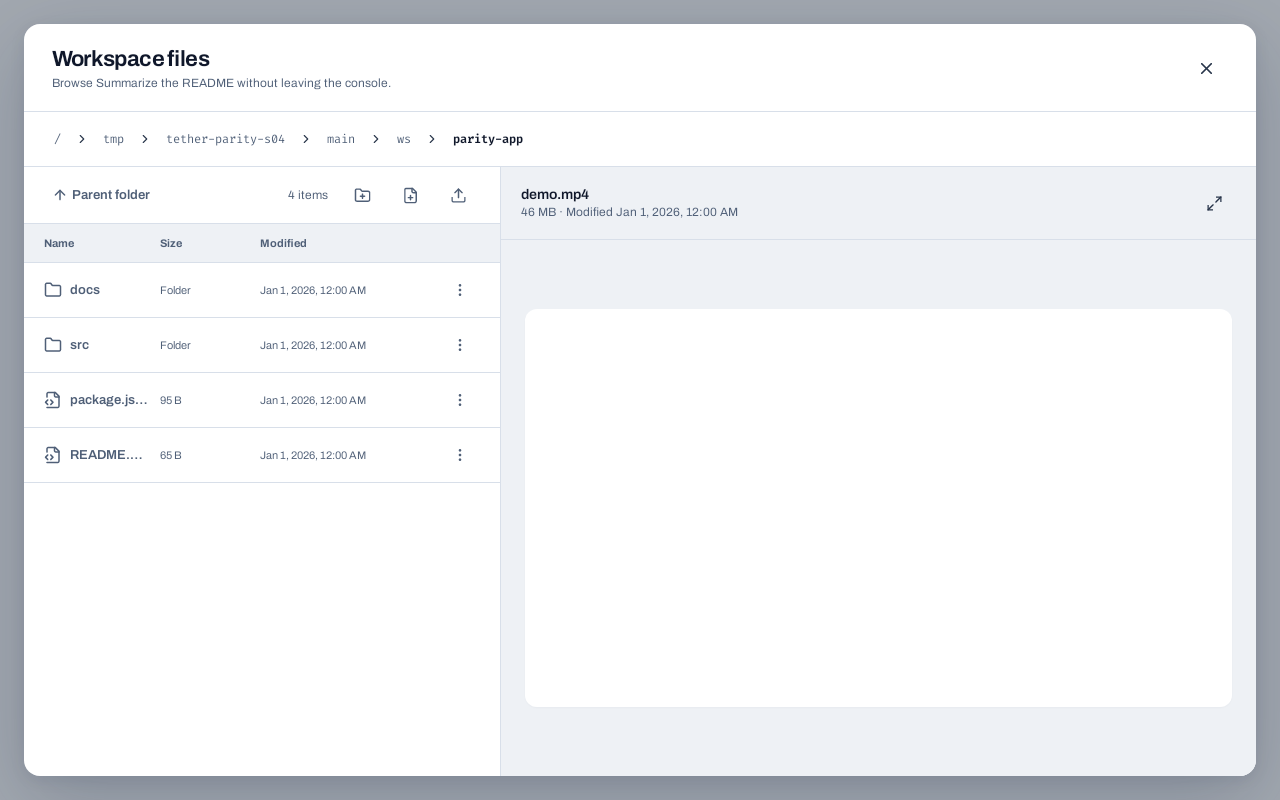 Workspace files
Browse Summarize the README without leaving the console.
/ tmp tether-parity-s04 main ws parity-app
Parent folder 4 items
Name Size Modified
docs Folder Jan 1, 2026, 12:00 AM
src Folder Jan 1, 2026, 12:00 AM
package.js... 95 B Jan 1, 2026, 12:00 AM
README.... 65 B Jan 1, 2026, 12:00 AM
demo.mp4
46 MB · Modified Jan 1, 2026, 12:00 AM